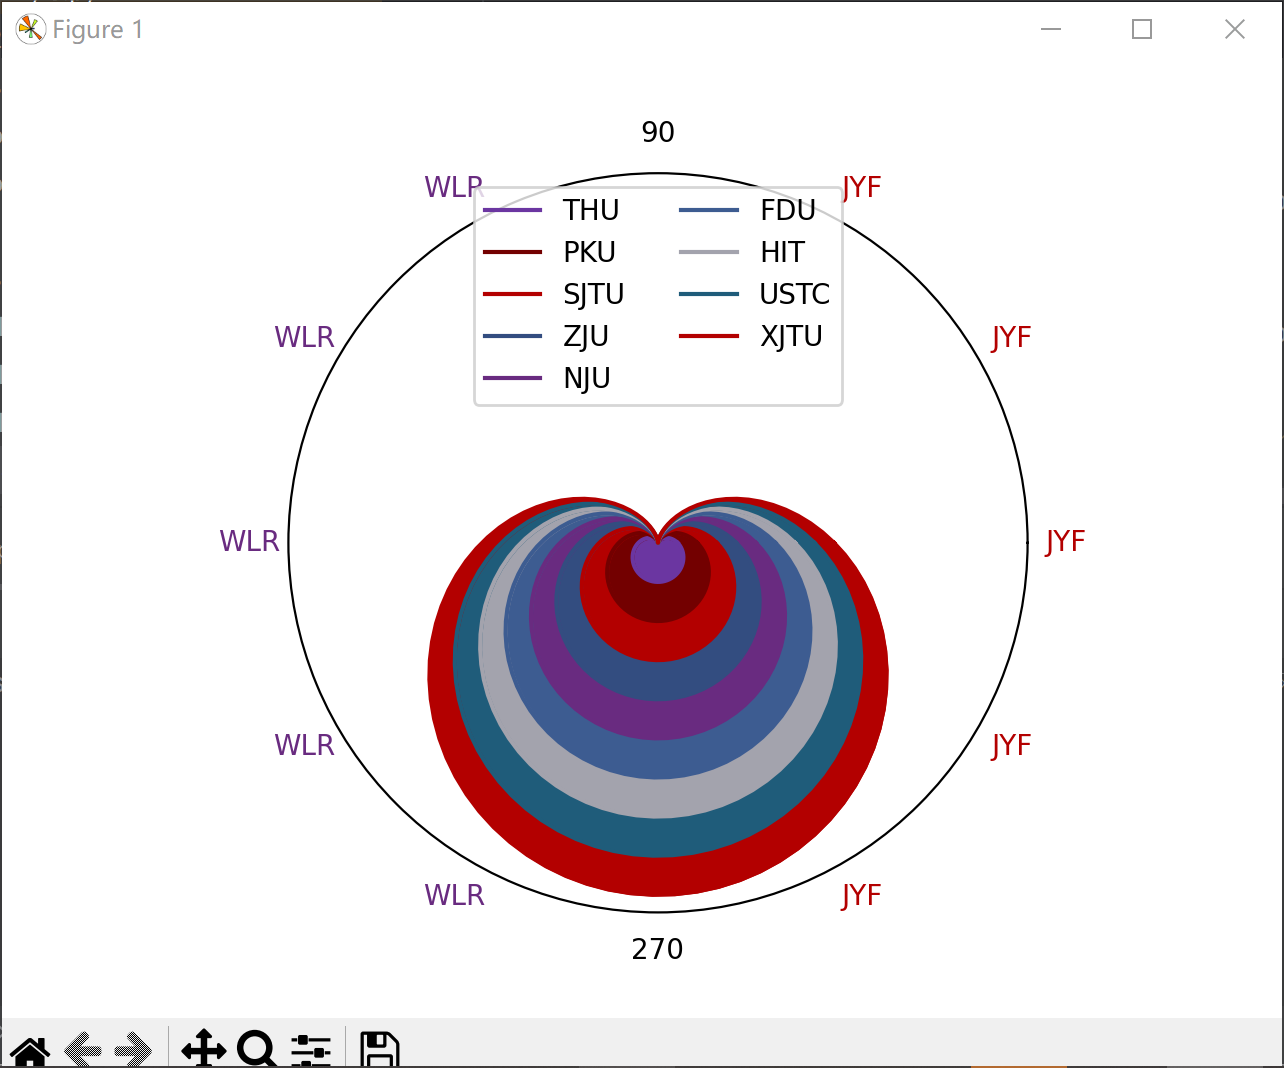 Figure 1
90
WLR
JYF
THU
FDU
PKU
HIT
SJTU
USTC
ZJU
XJTU
NJU
WLR
JYF
WLR
JYF
WLR
JYF
WLR
JYF
270